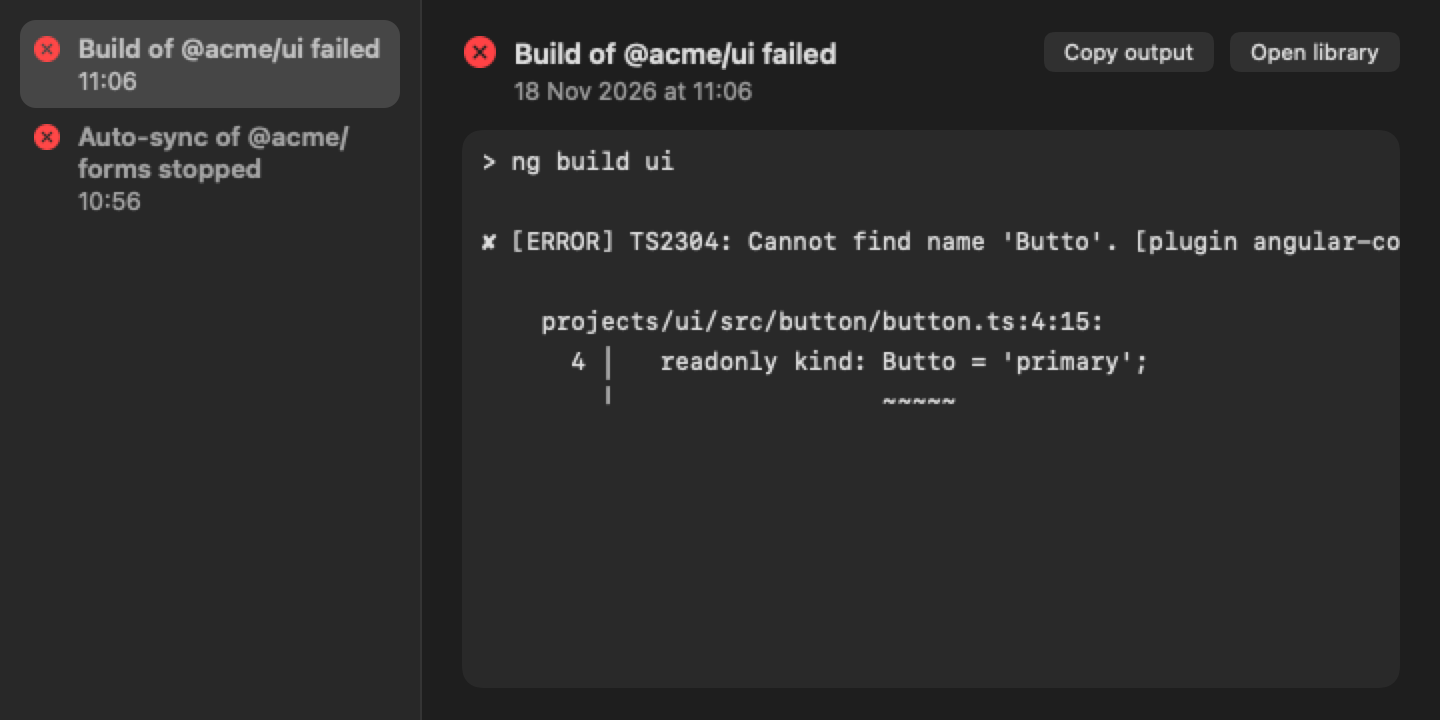 Build of @acme/ui failed
11:06
Auto-sync of @acme/
forms stopped
10:56
Build of @acme/ui failed
18 Nov 2026 at 11:06
Copy output
Open library
> ng build ui
✘ [ERROR] TS2304: Cannot find name 'Butto'. [plugin angular-co
projects/ui/src/button/button.ts:4:15:
4 │   readonly kind: Butto = 'primary';
╵                  ~~~~~